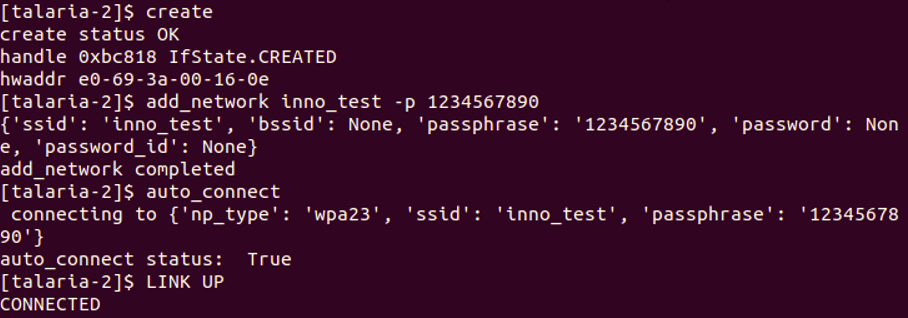 [talaria-2]$ create
create status OK
handle 0xbc818 IfState.CREATED
hwaddr e0-69-3a-00-16-0e
[talaria-2]$ add_network inno_test -p 1234567890
{'ssid': 'inno_test', 'bssid': None, 'passphrase': '1234567890', 'password': Non
e, 'password_id': None}
add_network completed
[talaria-2]$ auto_connect
 connecting to {'np_type': 'wpa23', 'ssid': 'inno_test', 'passphrase': '12345678
90'}
auto_connect status:  True
[talaria-2]$ LINK UP
CONNECTED